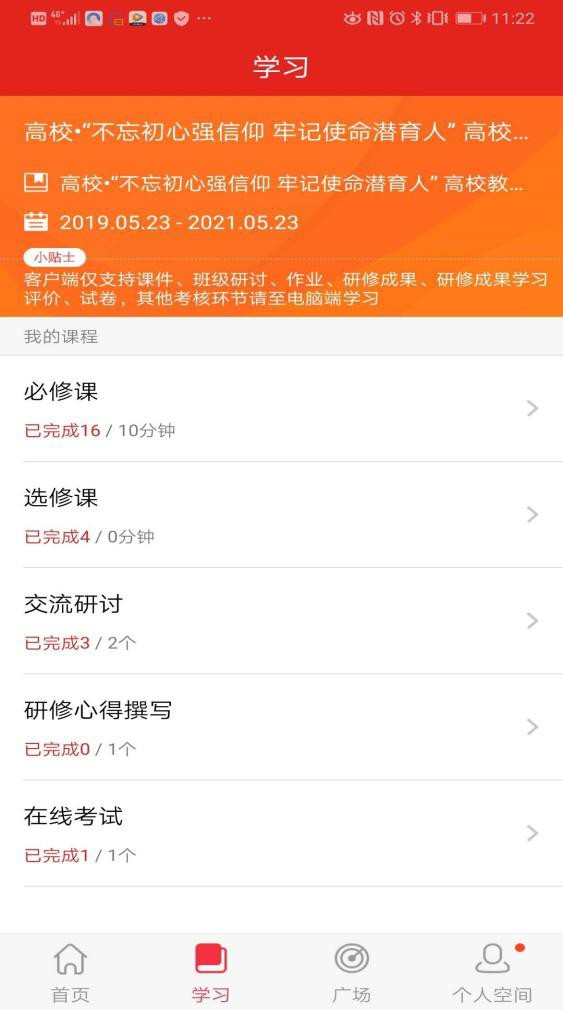 HD 4G+ 11:22
学习
高校•“不忘初心强信仰 牢记使命潜育人” 高校...
高校•“不忘初心强信仰 牢记使命潜育人” 高校教...
2019.05.23 - 2021.05.23
小贴士
客户端仅支持课件、班级研讨、作业、研修成果、研修成果学习
评价、试卷，其他考核环节请至电脑端学习
我的课程
必修课
已完成16 / 10分钟
选修课
已完成4 / 0分钟
交流研讨
已完成3 / 2个
研修心得撰写
已完成0 / 1个
在线考试
已完成1 / 1个
首页 学习 广场 个人空间